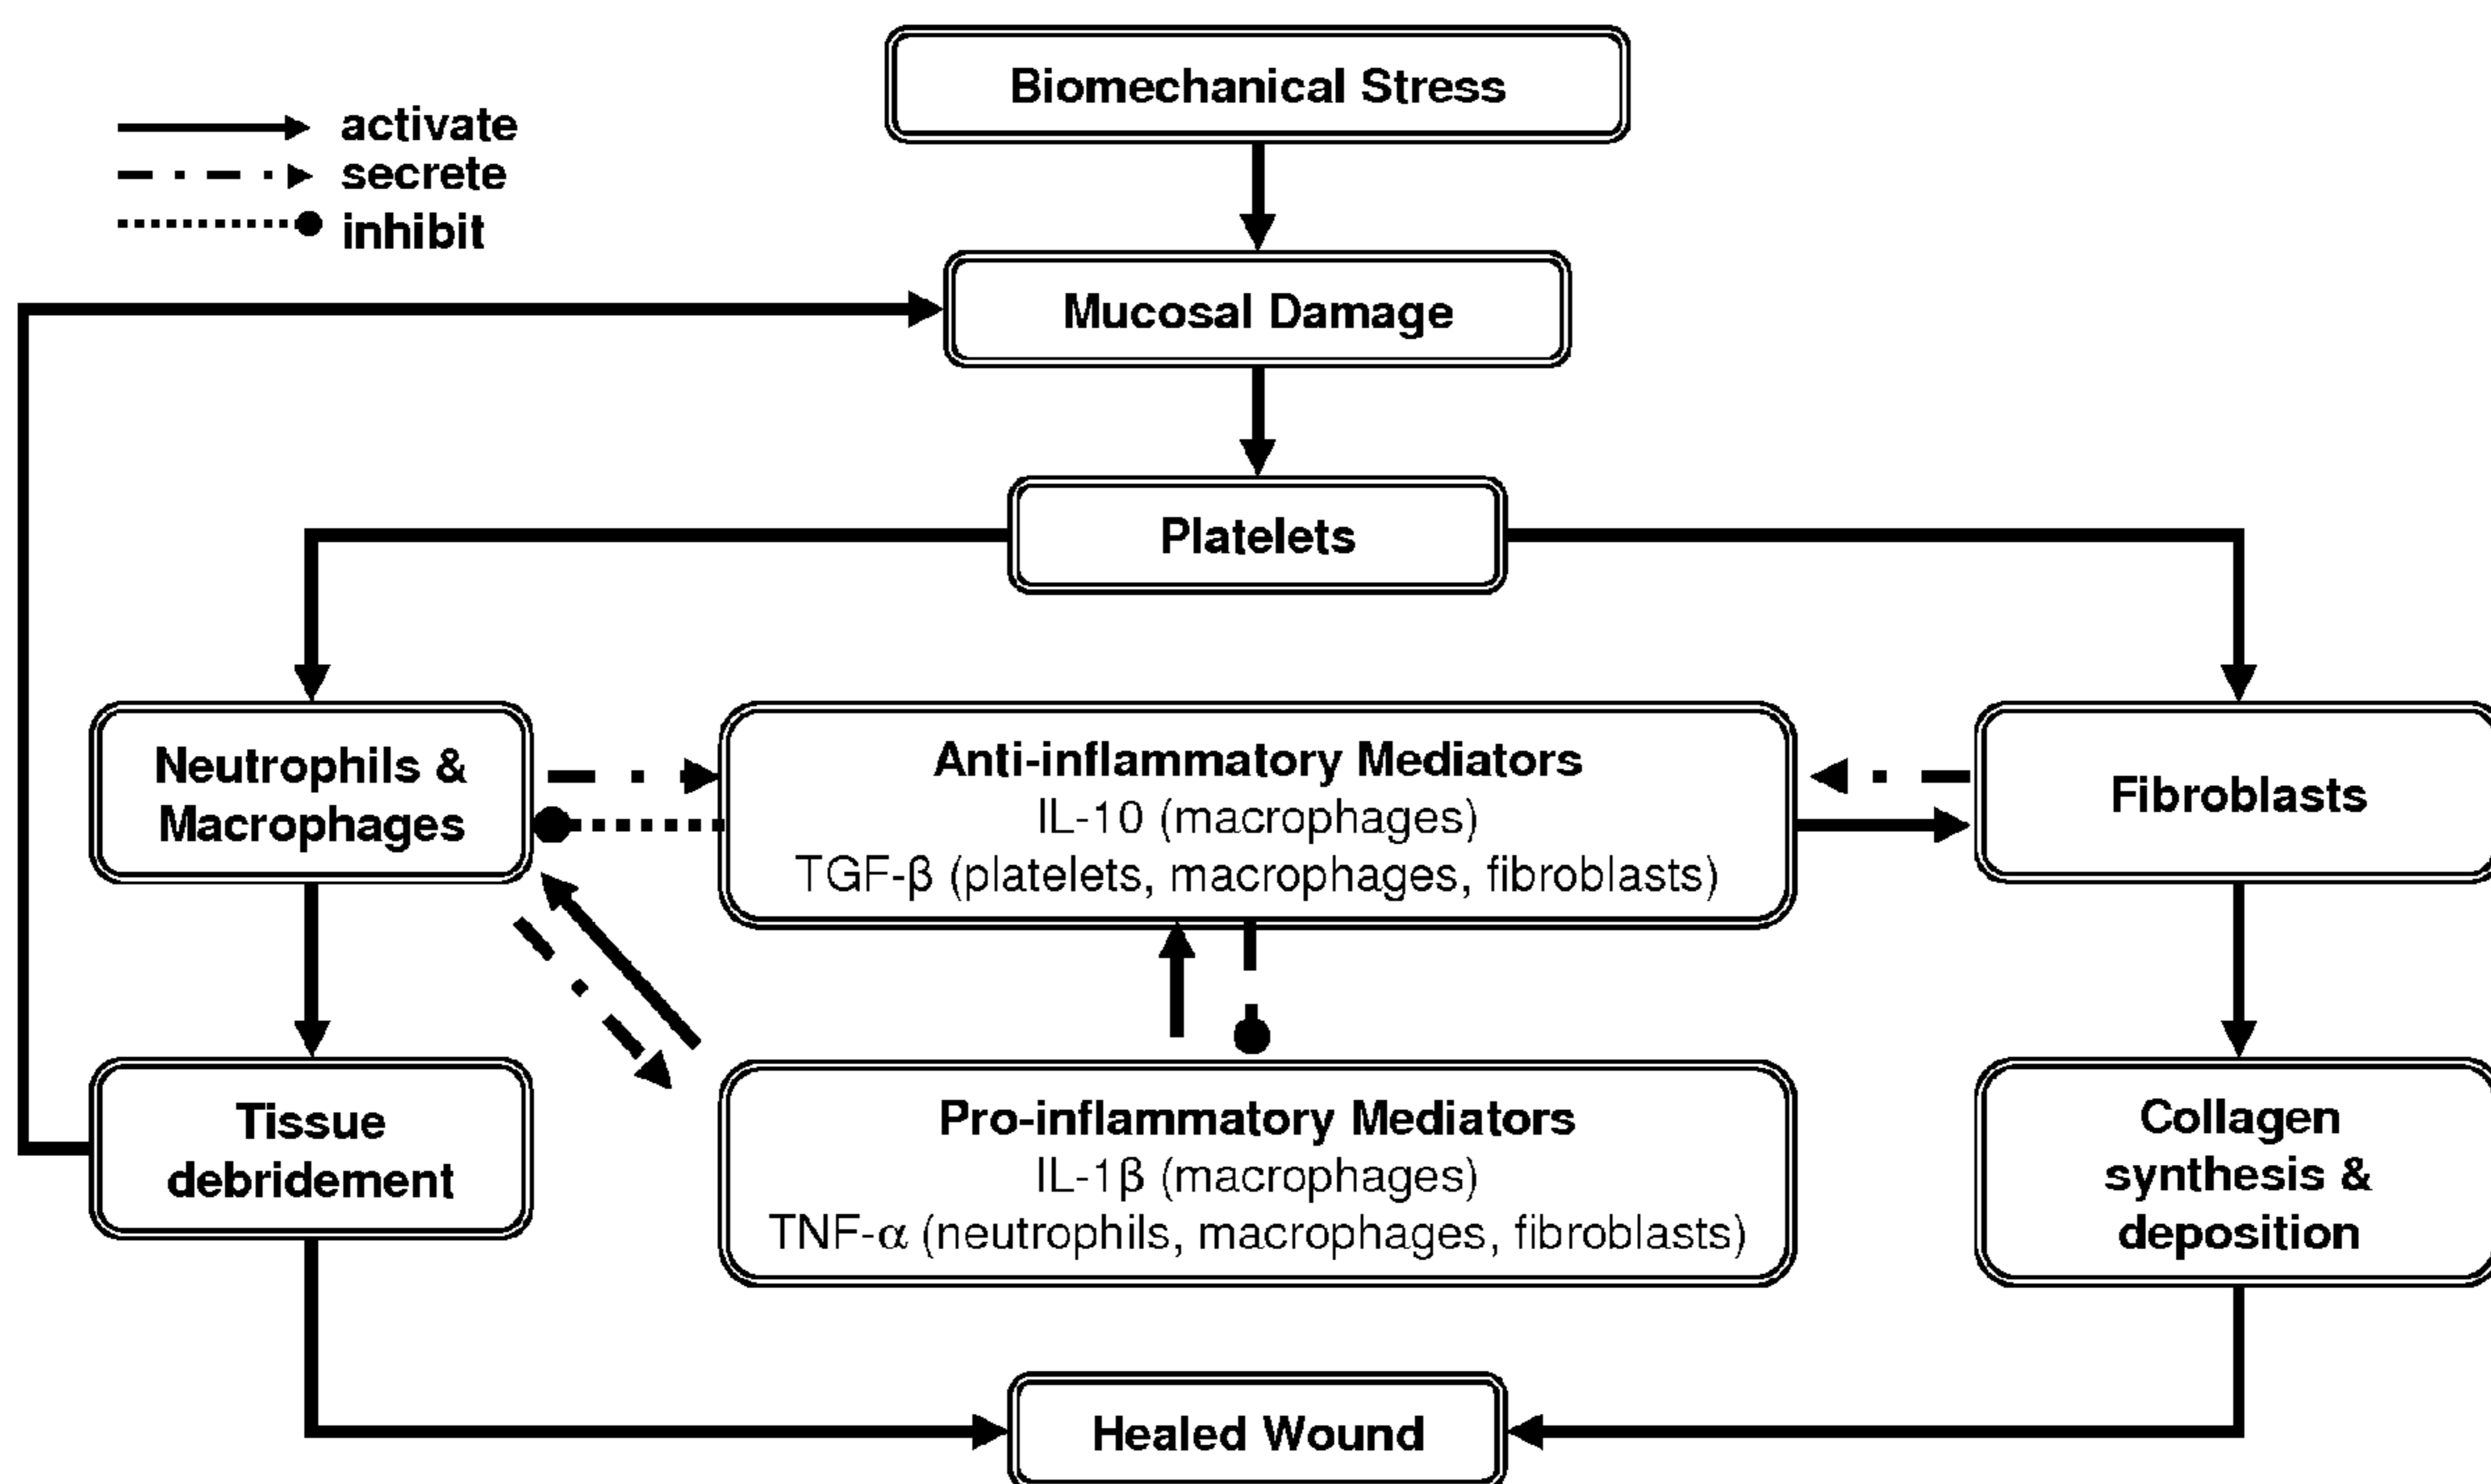 activate
secrete
inhibit
Biomechanical Stress
Mucosal Damage
Platelets
Neutrophils &
Macrophages
Anti-inflammatory Mediators
IL-10 (macrophages)
TGF-β (platelets, macrophages, fibroblasts)
Fibroblasts
Tissue
debridement
Pro-inflammatory Mediators
IL-1β (macrophages)
TNF-α (neutrophils, macrophages, fibroblasts)
Collagen
synthesis &
deposition
Healed Wound